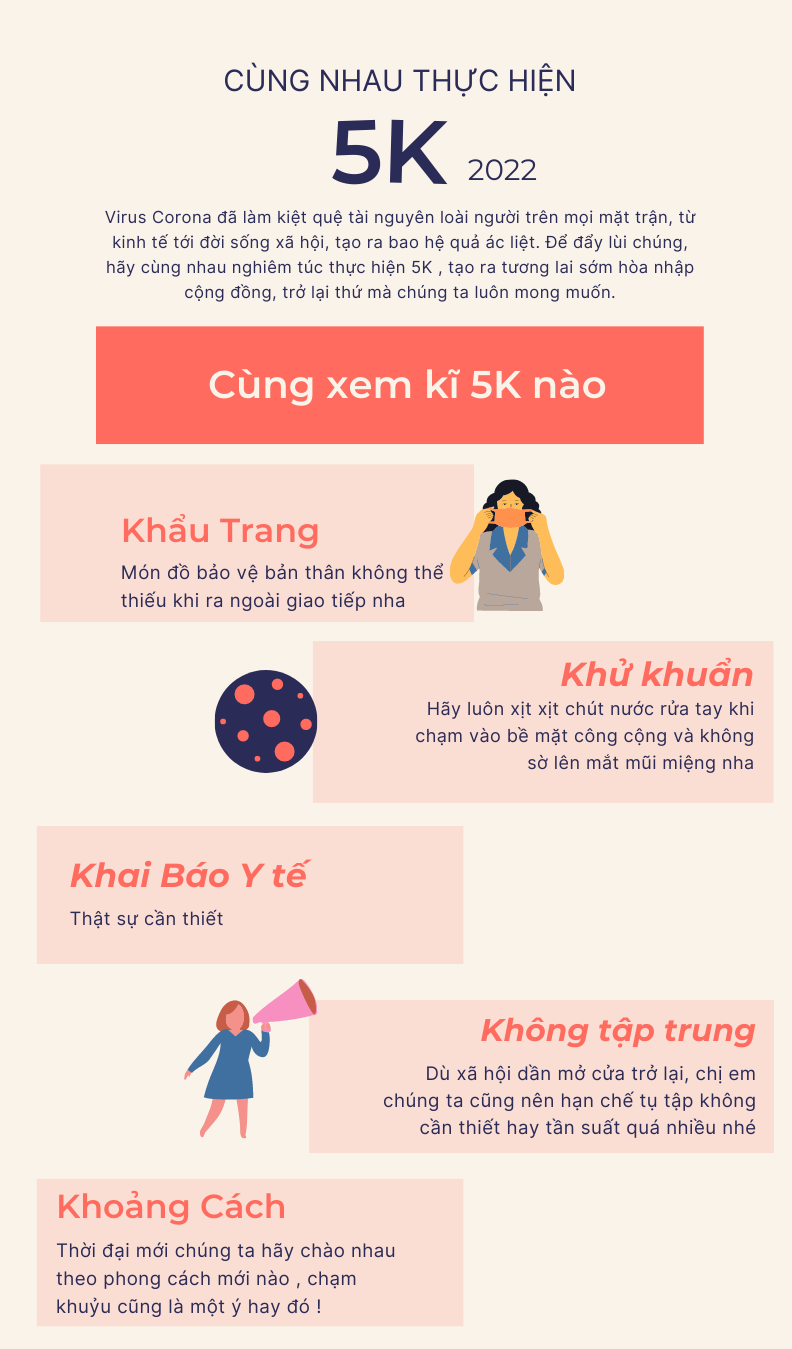 CÙNG NHAU THỰC HIỆN
5K 2022
Virus Corona đã làm kiệt quệ tài nguyên loài người trên mọi mặt trận, từ
kinh tế tới đời sống xã hội, tạo ra bao hệ quả ác liệt. Để đẩy lùi chúng,
hãy cùng nhau nghiêm túc thực hiện 5K , tạo ra tương lai sớm hòa nhập
cộng đồng, trở lại thứ mà chúng ta luôn mong muốn.
Cùng xem kĩ 5K nào
Khẩu Trang
Món đồ bảo vệ bản thân không thể
thiếu khi ra ngoài giao tiếp nha
Khử khuẩn
Hãy luôn xịt xịt chút nước rửa tay khi
chạm vào bề mặt công cộng và không
sờ lên mắt mũi miệng nha
Khai Báo Y tế
Thật sự cần thiết
Không tập trung
Dù xã hội dần mở cửa trở lại, chị em
chúng ta cũng nên hạn chế tụ tập không
cần thiết hay tần suất quá nhiều nhé
Khoảng Cách
Thời đại mới chúng ta hãy chào nhau
theo phong cách mới nào , chạm
khuỷu cũng là một ý hay đó !